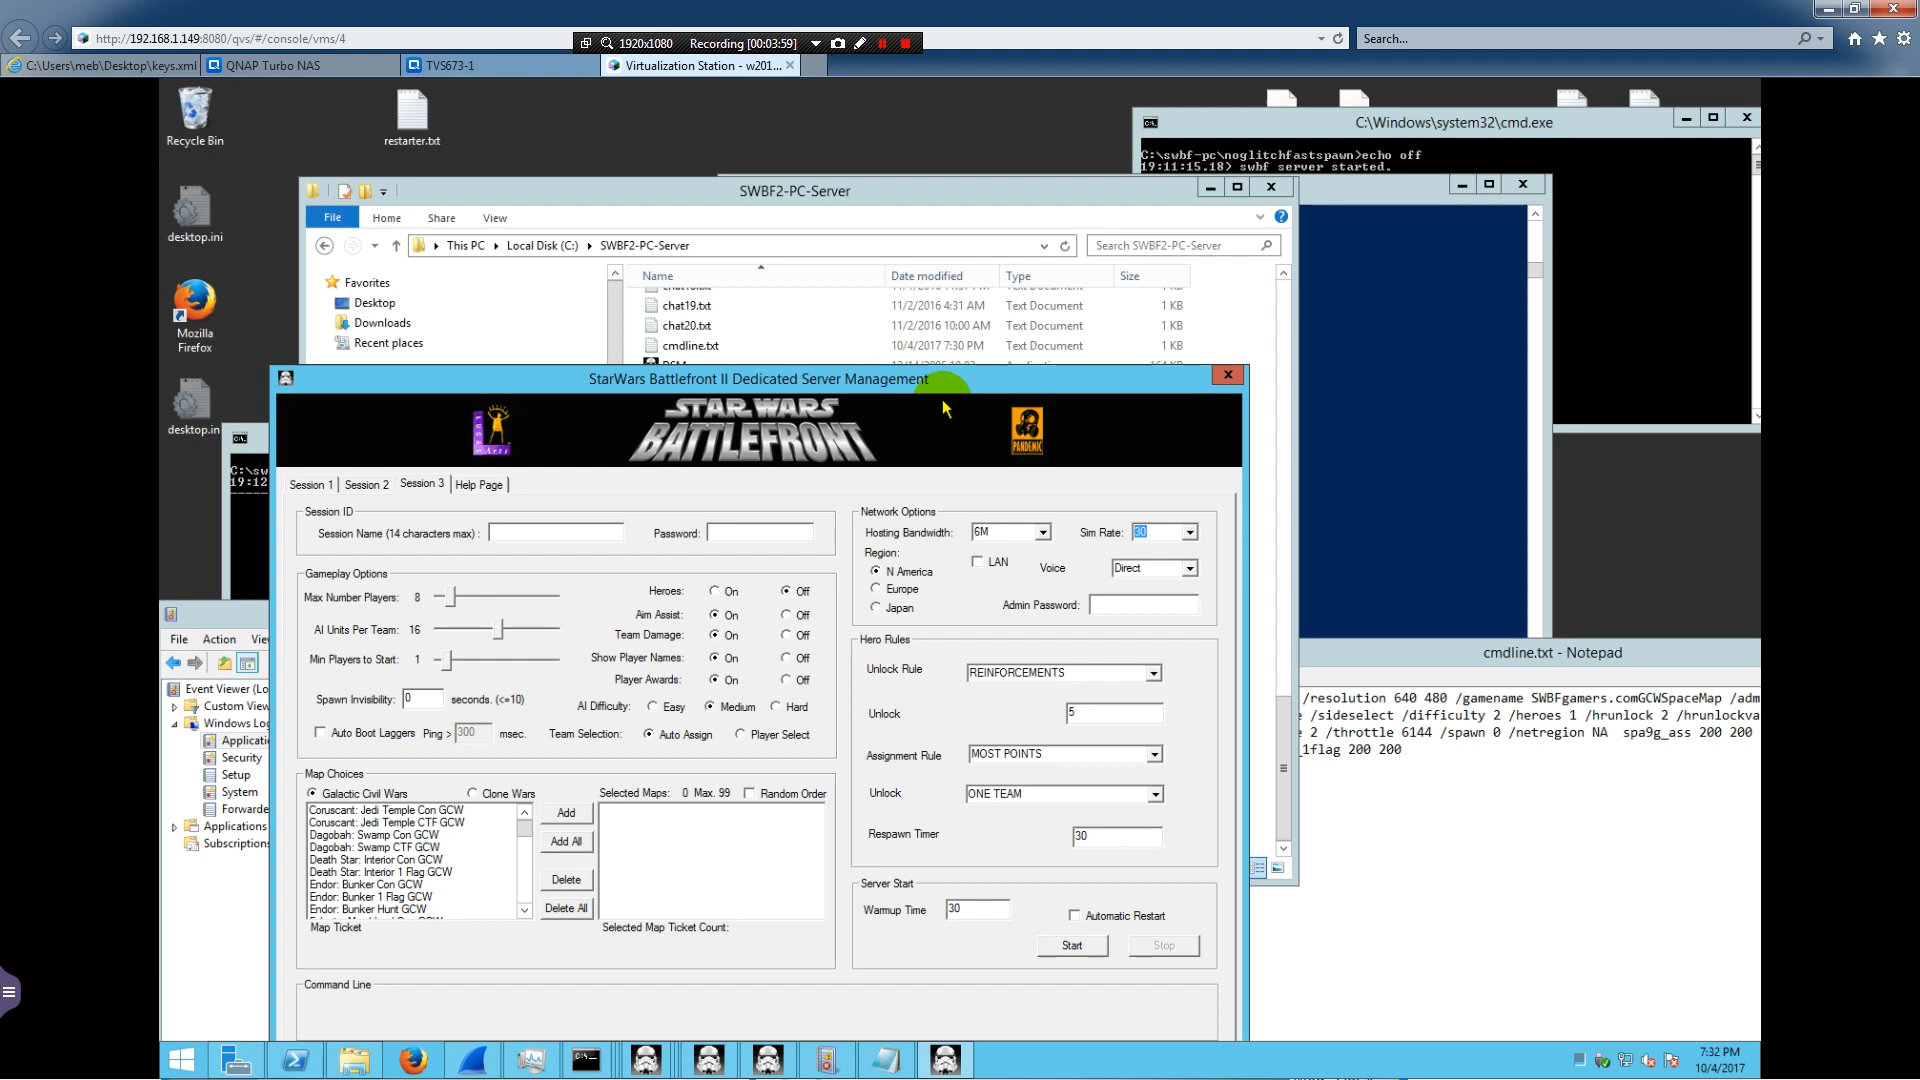 http://192.168.1.149:8080/qvs/#/console/vms/4
1920x1080
Recording [00:03:59]
Search...
C:\Users\meb\Desktop\keys.xml
QNAP Turbo NAS
TVS673-1
Virtualization Station - w201...
Recycle Bin
restarter.txt
desktop.ini
Mozilla
Firefox
C:\Windows\system32\cmd.exe
C:\swbf-pc\noglitchfastspawn>echo off
19:11:15.18> swbf server started.
SWBF2-PC-Server
File
Home
Share
View
This PC
Local Disk (C:)
SWBF2-PC-Server
Search SWBF2-PC-Server
Favorites
Desktop
Downloads
Recent places
Name
Date modified
Type
Size
chat19.txt 11/2/2016 4:31 AM Text Document 1 KB
chat20.txt 11/2/2016 10:00 AM Text Document 1 KB
cmdline.txt 10/4/2017 7:30 PM Text Document 1 KB
C:\sw
19:12
StarWars Battlefront II Dedicated Server Management
LUCAS Arts
STAR WARS
BATTLEFRONT
PANDEMIC
Session 1
Session 2
Session 3
Help Page
Session ID
Session Name (14 characters max) :
Password:
Gameplay Options
Max Number Players: 8
AI Units Per Team: 16
Min Players to Start: 1
Spawn Invisibility: 0 seconds. (<=10)
Auto Boot Laggers Ping > 300 msec.
Heroes: On Off
Aim Assist: On Off
Team Damage: On Off
Show Player Names: On Off
Player Awards: On Off
AI Difficulty: Easy Medium Hard
Team Selection: Auto Assign Player Select
Map Choices
Galactic Civil Wars
Clone Wars
Selected Maps: 0 Max. 99
Random Order
Coruscant: Jedi Temple Con GCW
Coruscant: Jedi Temple CTF GCW
Dagobah: Swamp Con GCW
Dagobah: Swamp CTF GCW
Death Star: Interior Con GCW
Death Star: Interior 1 Flag GCW
Endor: Bunker Con GCW
Endor: Bunker 1 Flag GCW
Endor: Bunker Hunt GCW
Add
Add All
Delete
Delete All
Map Ticket
Selected Map Ticket Count:
Network Options
Hosting Bandwidth: 6M
Sim Rate: 30
Region:
N America
Europe
Japan
LAN
Voice Direct
Admin Password:
Hero Rules
Unlock Rule REINFORCEMENTS
Unlock 5
Assignment Rule MOST POINTS
Unlock ONE TEAM
Respawn Timer 30
Server Start
Warmup Time 30
Automatic Restart
Start
Stop
Command Line
File
Action
Event Viewer (Lo
Custom View
Windows Log
Applicati
Security
Setup
System
Forwarde
Applications
Subscriptions
cmdline.txt - Notepad
/resolution 640 480 /gamename SWBFgamers.comGCWSpaceMap /adm
/sideselect /difficulty 2 /heroes 1 /hrunlock 2 /hrunlockva
2 /throttle 6144 /spawn 0 /netregion NA spa9g_ass 200 200
_1flag 200 200
7:32 PM
10/4/2017